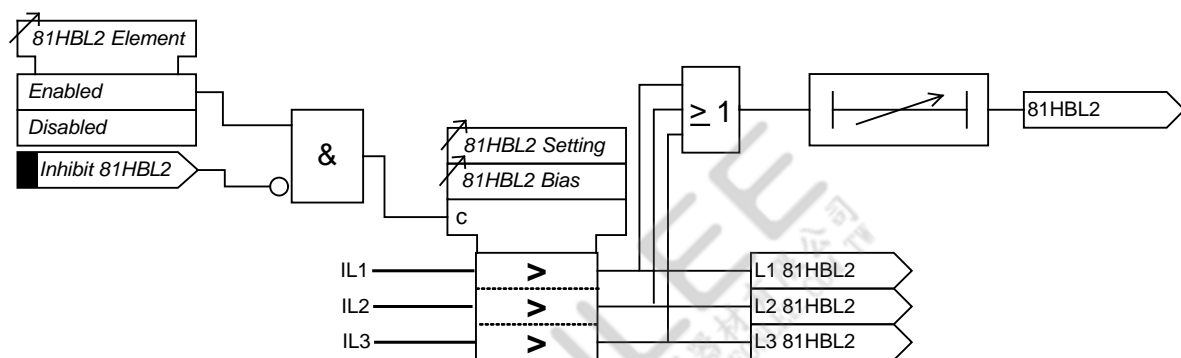 81HBL2 Element
Enabled
Disabled
Inhibit 81HBL2
&
81HBL2 Setting
81HBL2 Bias
c
≥ 1
81HBL2
IL1 > L1 81HBL2
IL2 > L2 81HBL2
IL3 > L3 81HBL2